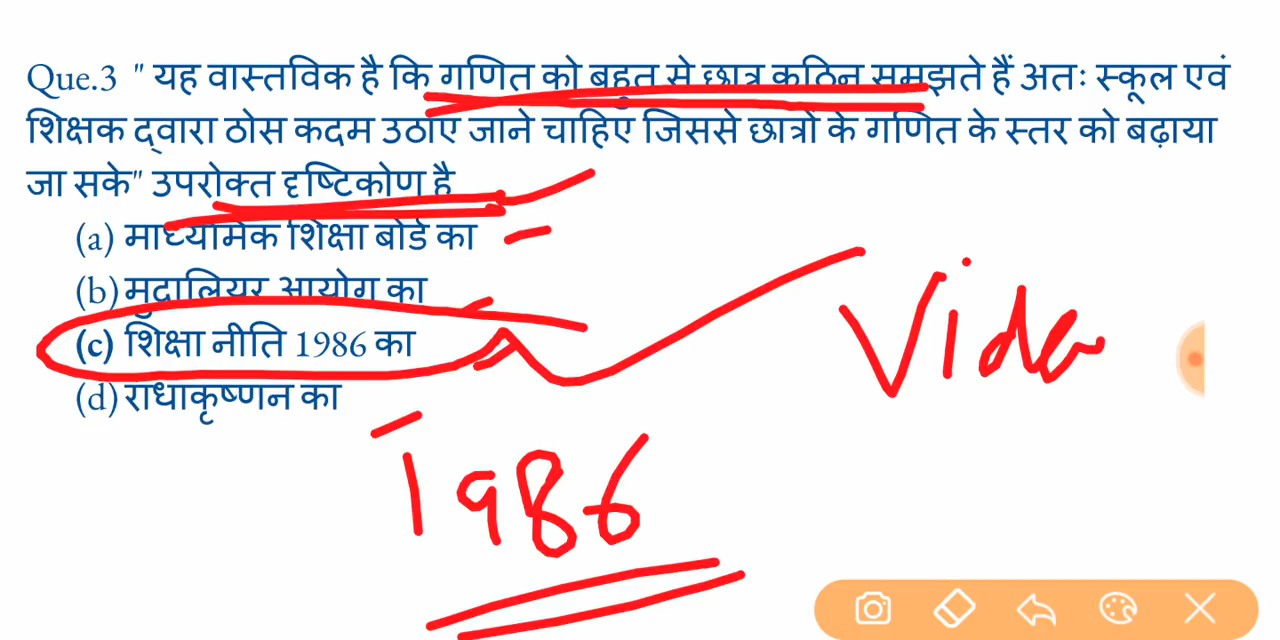 Que.3 " यह वास्तविक है कि गणित को बहुत से छात्र कठिन समझते हैं अतः स्कूल एवं
शिक्षक द्वारा ठोस कदम उठाए जाने चाहिए जिससे छात्रों के गणित के स्तर को बढ़ाया
जा सके" उपरोक्त दृष्टिकोण है
(a) माध्यमिक शिक्षा बोर्ड का
(b) मुदालियर आयोग का
(c) शिक्षा नीति 1986 का
(d) राधाकृष्णन का
1986